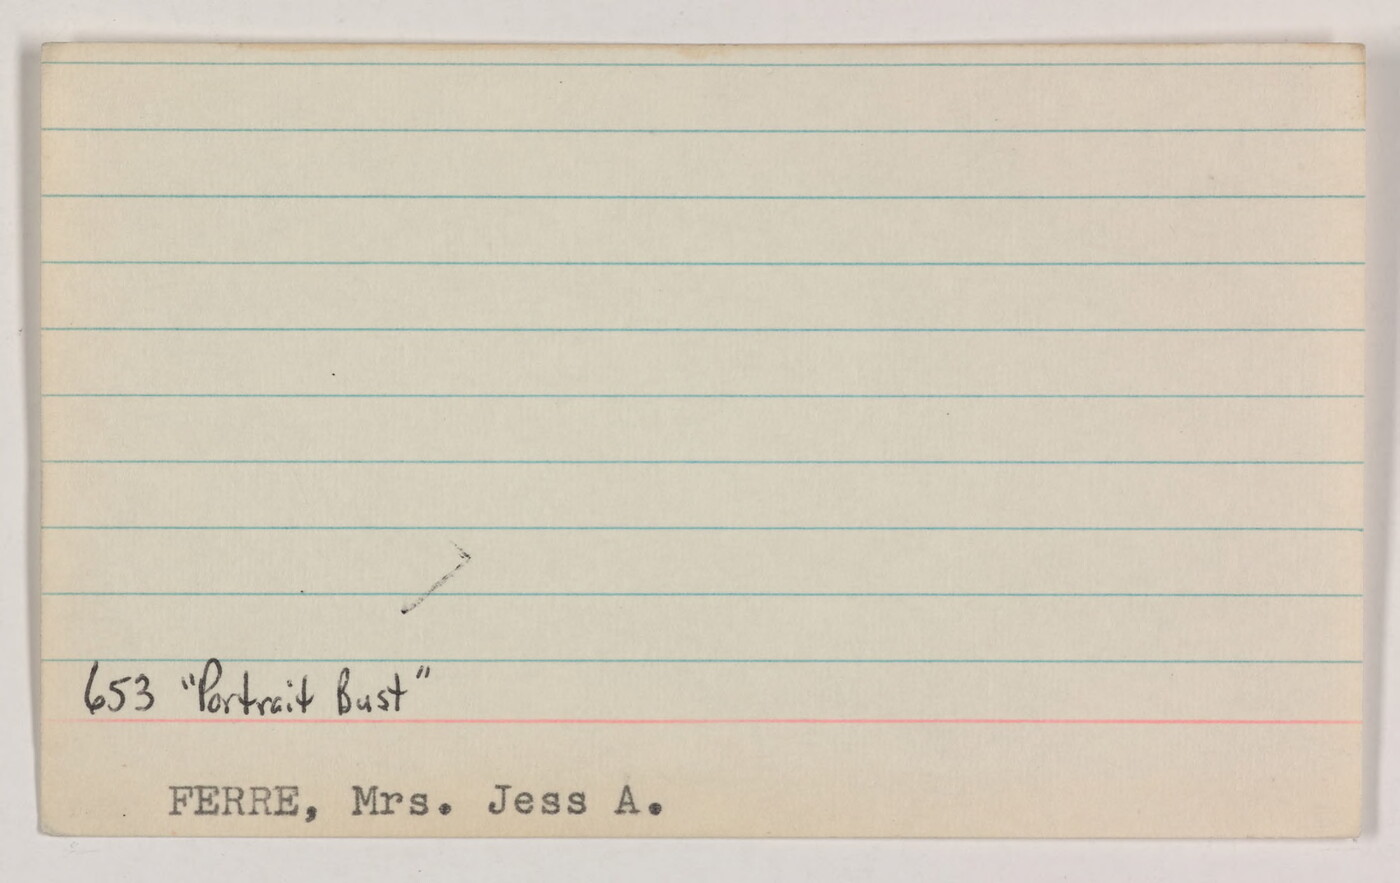 653 "Portrait Bust"
FERRE, Mrs. Jess A.